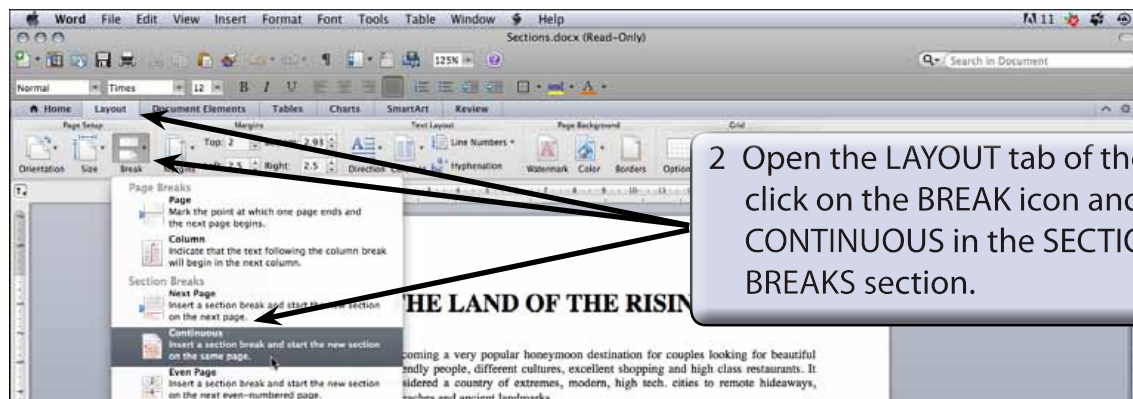 Word File Edit View Insert Format Font Tools Table Window Help 11
Sections.docx (Read-Only)
125%
Search in Document
Normal Times 12 B I U
Home Layout Document Elements Tables Charts SmartArt Review
Page Setup Margins Text Layout Page Background Grid
Top: 2 Bottom: 2.93 Line Numbers
Left: 2.5 Right: 2.5 Hyphenation
Orientation Size Break Margins Direction Watermark Color Borders Option
2 Open the LAYOUT tab of the
click on the BREAK icon and
CONTINUOUS in the SECTIO
BREAKS section.
Page Breaks
Page
Mark the point at which one page ends and
the next page begins.
Column
Indicate that the text following the column break
will begin in the next column.
Section Breaks
Next Page
Insert a section break and start the new section
on the next page.
Continuous
Insert a section break and start the new section
on the same page.
Even Page
Insert a section break and start the new section
on the next even-numbered page.
HE LAND OF THE RISIN
coming a very popular honeymoon destination for couples looking for beautiful
endly people, different cultures, excellent shopping and high class restaurants. It
sidered a country of extremes, modern, high tech. cities to remote hideaways,
eaches and ancient landmarks.